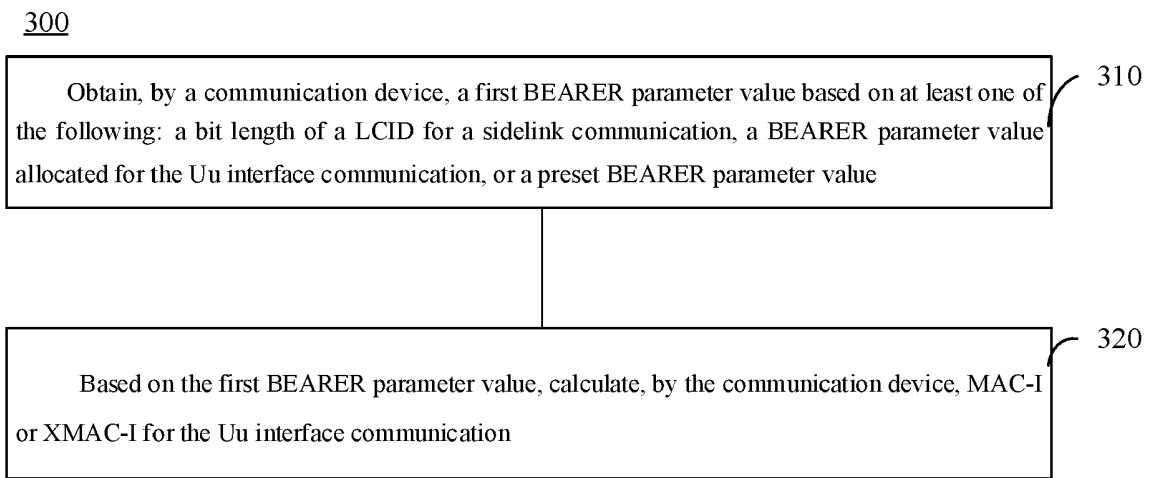 300
Obtain, by a communication device, a first BEARER parameter value based on at least one of
the following: a bit length of a LCID for a sidelink communication, a BEARER parameter value
allocated for the Uu interface communication, or a preset BEARER parameter value
310
Based on the first BEARER parameter value, calculate, by the communication device, MAC-I
or XMAC-I for the Uu interface communication
320